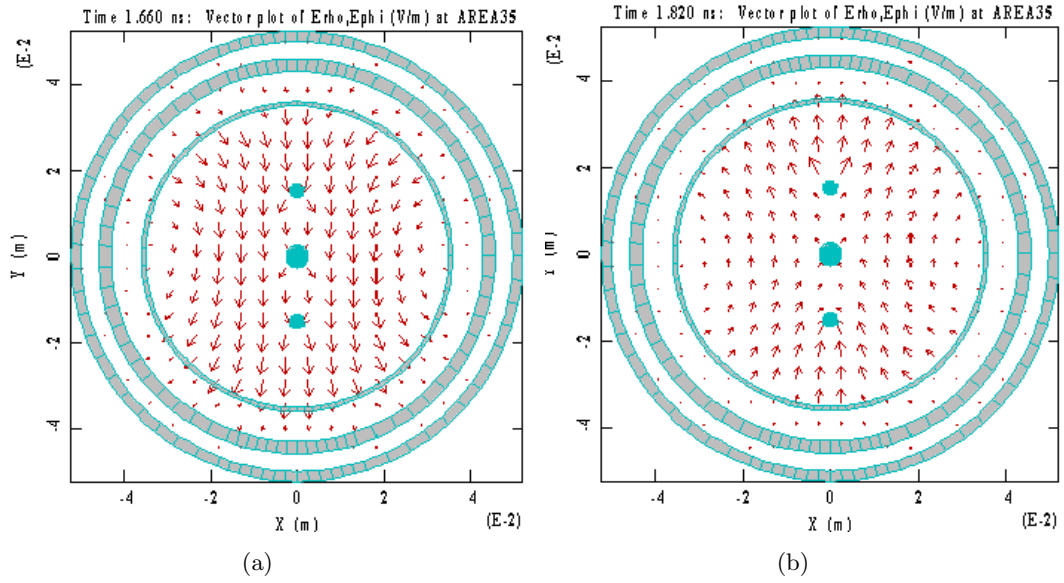 Time 1.660 ns: Vector plot of Erho,Ephi (V/m) at AREA35
(E-2)
4
2
0
-2
-4
Y (m)
-4 -2 0 2 4
X (m) (E-2)
(a)
Time 1.820 ns: Vector plot of Erho,Ephi (V/m) at AREA35
(E-2)
4
2
0
-2
-4
Y (m)
-4 -2 0 2 4
X (m) (E-2)
(b)